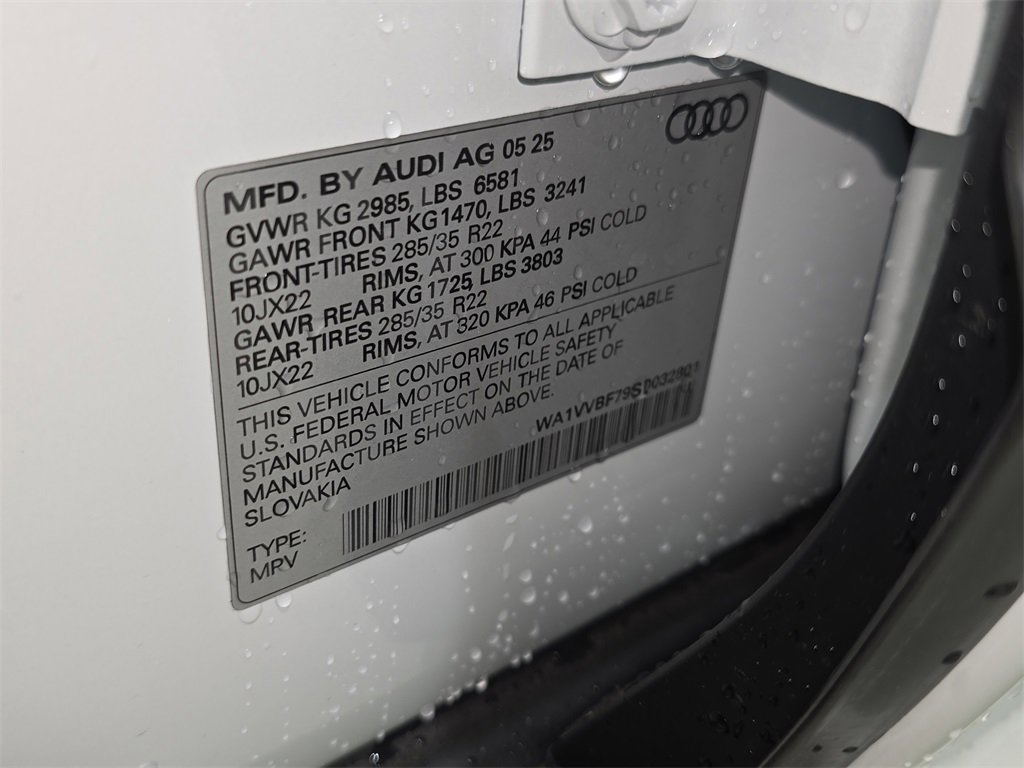 MFD. BY AUDI AG 05 25
GVWR KG 2985, LBS 6581
GAWR FRONT KG1470, LBS 3241
FRONT-TIRES 285/35 R22
10JX22 RIMS, AT 300 KPA 44 PSI COLD
GAWR REAR KG 1725, LBS 3803
REAR-TIRES 285/35 R22
10JX22 RIMS, AT 320 KPA 46 PSI COLD
THIS VEHICLE CONFORMS TO ALL APPLICABLE
U.S. FEDERAL MOTOR VEHICLE SAFETY
STANDARDS IN EFFECT ON THE DATE OF
MANUFACTURE SHOWN ABOVE.
SLOVAKIA
WA1VVBF79SD032801
TYPE:
MPV